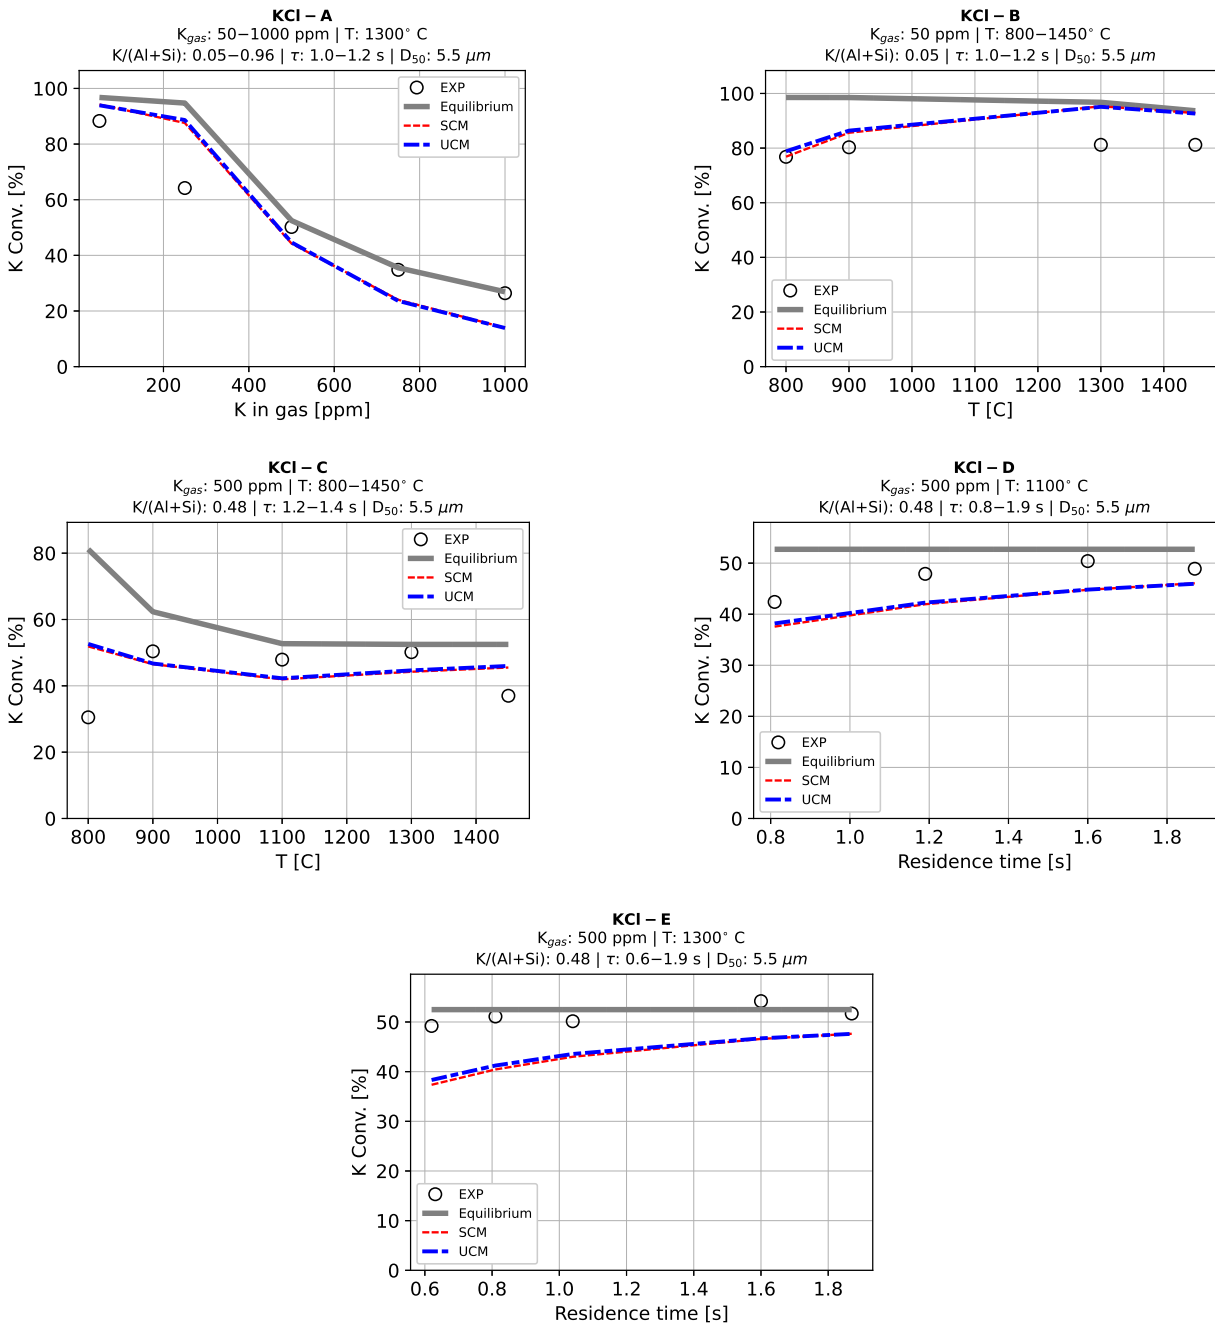 KCl − A
K_gas: 50−1000 ppm | T: 1300° C
K/(Al+Si): 0.05−0.96 | τ: 1.0−1.2 s | D₅₀: 5.5 μm
K Conv. [%]
100
80
60
40
20
0
EXP
Equilibrium
SCM
UCM
200 400 600 800 1000
K in gas [ppm]
KCl − B
K_gas: 50 ppm | T: 800−1450° C
K/(Al+Si): 0.05 | τ: 1.0−1.2 s | D₅₀: 5.5 μm
K Conv. [%]
100
80
60
40
20
0
EXP
Equilibrium
SCM
UCM
800 900 1000 1100 1200 1300 1400
T [C]
KCl − C
K_gas: 500 ppm | T: 800−1450° C
K/(Al+Si): 0.48 | τ: 1.2−1.4 s | D₅₀: 5.5 μm
K Conv. [%]
80
60
40
20
0
EXP
Equilibrium
SCM
UCM
800 900 1000 1100 1200 1300 1400
T [C]
KCl − D
K_gas: 500 ppm | T: 1100° C
K/(Al+Si): 0.48 | τ: 0.8−1.9 s | D₅₀: 5.5 μm
K Conv. [%]
50
40
30
20
10
0
EXP
Equilibrium
SCM
UCM
0.8 1.0 1.2 1.4 1.6 1.8
Residence time [s]
KCl − E
K_gas: 500 ppm | T: 1300° C
K/(Al+Si): 0.48 | τ: 0.6−1.9 s | D₅₀: 5.5 μm
K Conv. [%]
50
40
30
20
10
0
EXP
Equilibrium
SCM
UCM
0.6 0.8 1.0 1.2 1.4 1.6 1.8
Residence time [s]